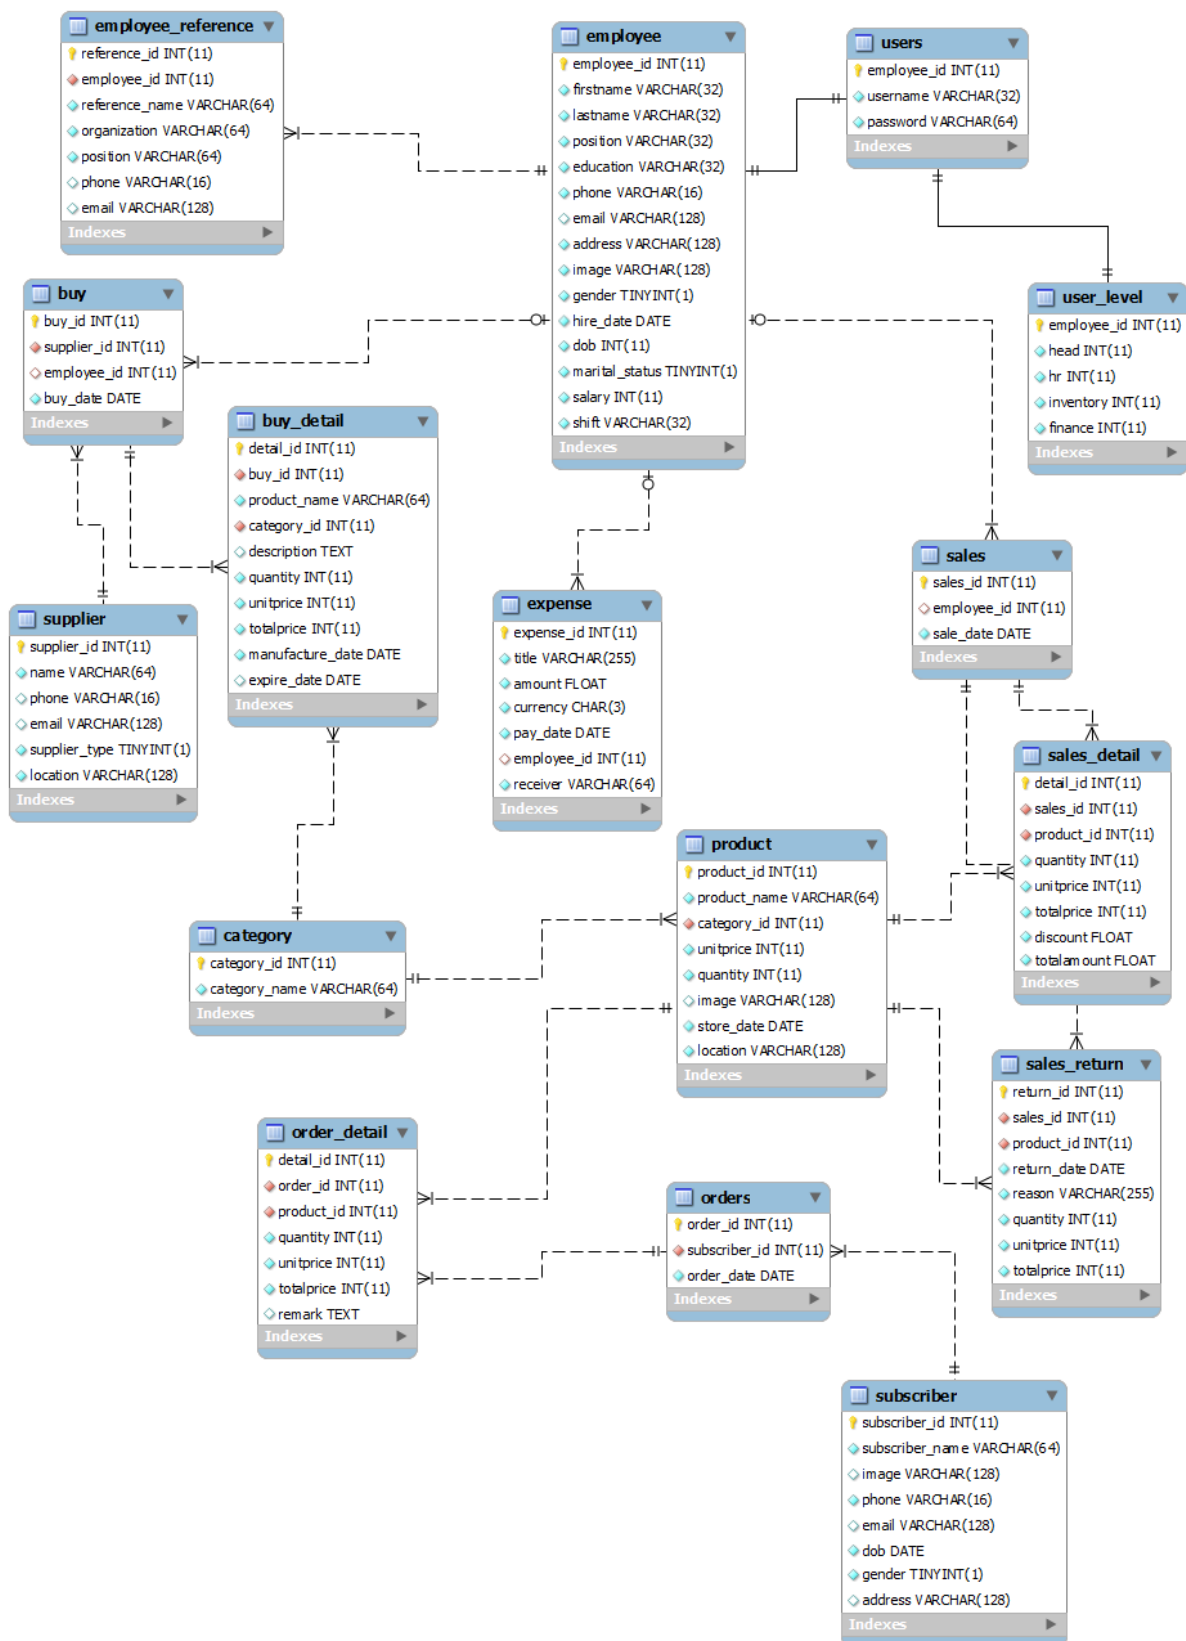 employee_reference
reference_id INT(11)
employee_id INT(11)
reference_name VARCHAR(64)
organization VARCHAR(64)
position VARCHAR(64)
phone VARCHAR(16)
email VARCHAR(128)
Indexes
employee
employee_id INT(11)
firstname VARCHAR(32)
lastname VARCHAR(32)
position VARCHAR(32)
education VARCHAR(32)
phone VARCHAR(16)
email VARCHAR(128)
address VARCHAR(128)
image VARCHAR(128)
gender TINYINT(1)
hire_date DATE
dob INT(11)
marital_status TINYINT(1)
salary INT(11)
shift VARCHAR(32)
Indexes
users
employee_id INT(11)
username VARCHAR(32)
password VARCHAR(64)
Indexes
user_level
employee_id INT(11)
head INT(11)
hr INT(11)
inventory INT(11)
finance INT(11)
Indexes
buy
buy_id INT(11)
supplier_id INT(11)
employee_id INT(11)
buy_date DATE
Indexes
buy_detail
detail_id INT(11)
buy_id INT(11)
product_name VARCHAR(64)
category_id INT(11)
description TEXT
quantity INT(11)
unitprice INT(11)
totalprice INT(11)
manufacture_date DATE
expire_date DATE
Indexes
supplier
supplier_id INT(11)
name VARCHAR(64)
phone VARCHAR(16)
email VARCHAR(128)
supplier_type TINYINT(1)
location VARCHAR(128)
Indexes
expense
expense_id INT(11)
title VARCHAR(255)
amount FLOAT
currency CHAR(3)
pay_date DATE
employee_id INT(11)
receiver VARCHAR(64)
Indexes
sales
sales_id INT(11)
employee_id INT(11)
sale_date DATE
Indexes
sales_detail
detail_id INT(11)
sales_id INT(11)
product_id INT(11)
quantity INT(11)
unitprice INT(11)
totalprice INT(11)
discount FLOAT
totalamount FLOAT
Indexes
product
product_id INT(11)
product_name VARCHAR(64)
category_id INT(11)
unitprice INT(11)
quantity INT(11)
image VARCHAR(128)
store_date DATE
location VARCHAR(128)
Indexes
category
category_id INT(11)
category_name VARCHAR(64)
Indexes
sales_return
return_id INT(11)
sales_id INT(11)
product_id INT(11)
return_date DATE
reason VARCHAR(255)
quantity INT(11)
unitprice INT(11)
totalprice INT(11)
Indexes
order_detail
detail_id INT(11)
order_id INT(11)
product_id INT(11)
quantity INT(11)
unitprice INT(11)
totalprice INT(11)
remark TEXT
Indexes
orders
order_id INT(11)
subscriber_id INT(11)
order_date DATE
Indexes
subscriber
subscriber_id INT(11)
subscriber_name VARCHAR(64)
image VARCHAR(128)
phone VARCHAR(16)
email VARCHAR(128)
dob DATE
gender TINYINT(1)
address VARCHAR(128)
Indexes